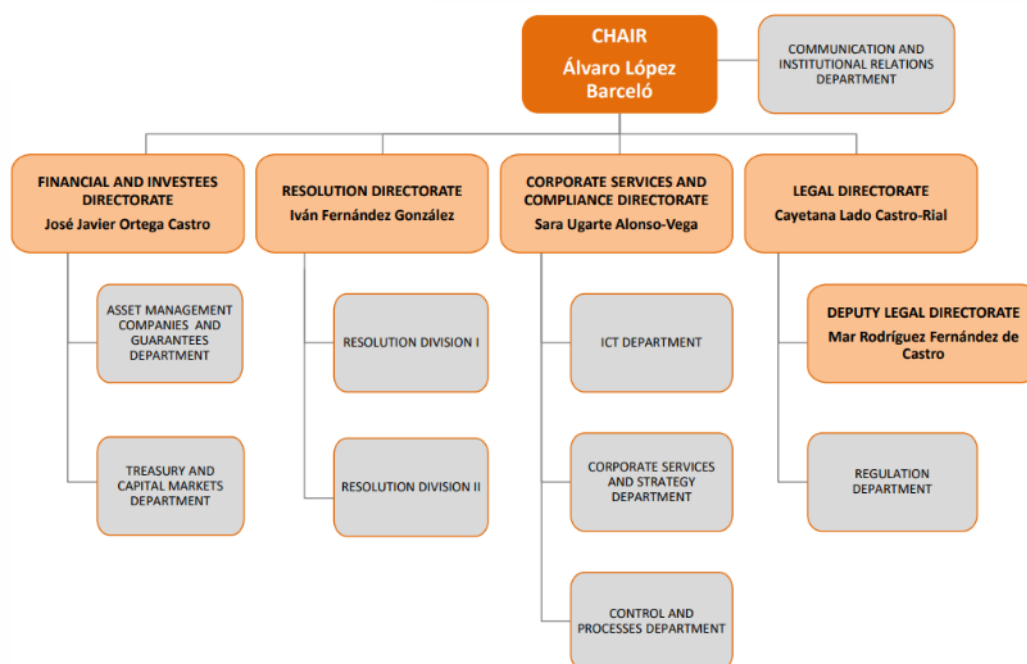 CHAIR
Álvaro López
Barceló
COMMUNICATION AND
INSTITUTIONAL RELATIONS
DEPARTMENT
FINANCIAL AND INVESTEES
DIRECTORATE
José Javier Ortega Castro
RESOLUTION DIRECTORATE
Iván Fernández González
CORPORATE SERVICES AND
COMPLIANCE DIRECTORATE
Sara Ugarte Alonso-Vega
LEGAL DIRECTORATE
Cayetana Lado Castro-Rial
ASSET MANAGEMENT
COMPANIES AND
GUARANTEES
DEPARTMENT
RESOLUTION DIVISION I
ICT DEPARTMENT
DEPUTY LEGAL DIRECTORATE
Mar Rodríguez Fernández de
Castro
TREASURY AND
CAPITAL MARKETS
DEPARTMENT
RESOLUTION DIVISION II
CORPORATE SERVICES
AND STRATEGY
DEPARTMENT
REGULATION
DEPARTMENT
CONTROL AND
PROCESSES DEPARTMENT